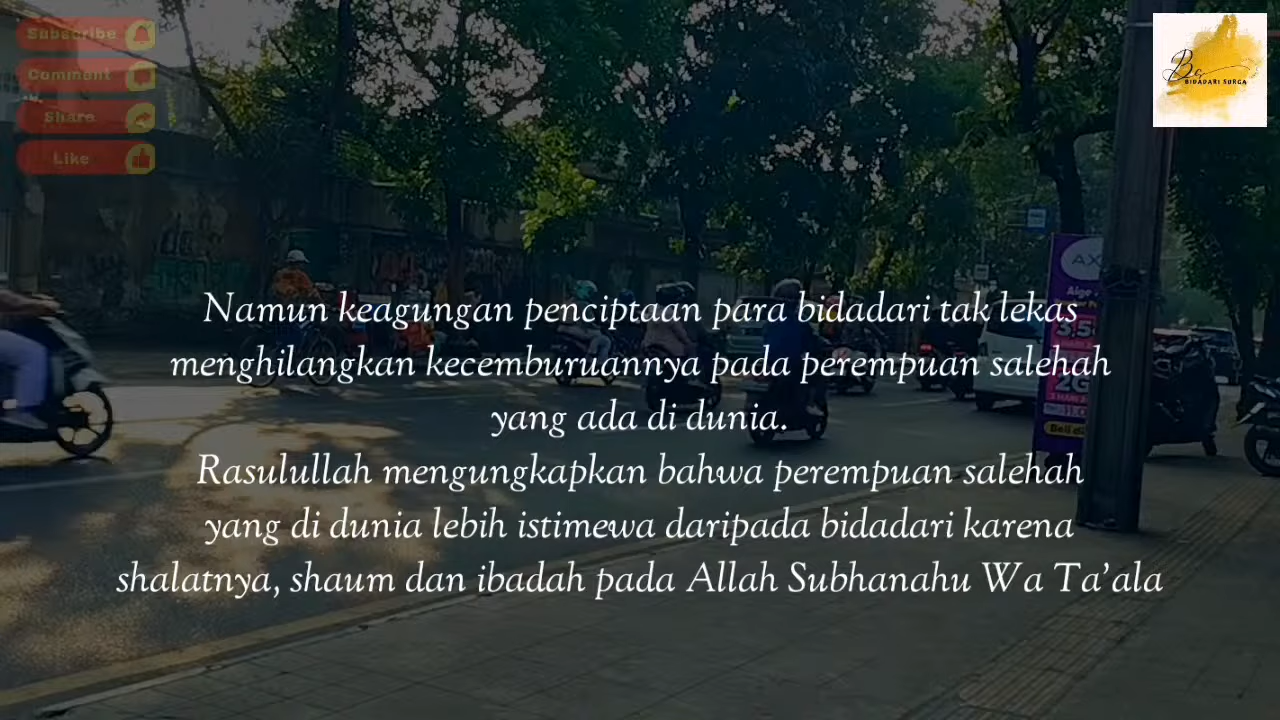 Subscribe
Comment
Share
Like
BIDADARI SURGA
Namun keagungan penciptaan para bidadari tak lekas
menghilangkan kecemburuannya pada perempuan salehah
yang ada di dunia.
Rasulullah mengungkapkan bahwa perempuan salehah
yang di dunia lebih istimewa daripada bidadari karena
shalatnya, shaum dan ibadah pada Allah Subhanahu Wa Ta'ala
AX
2G